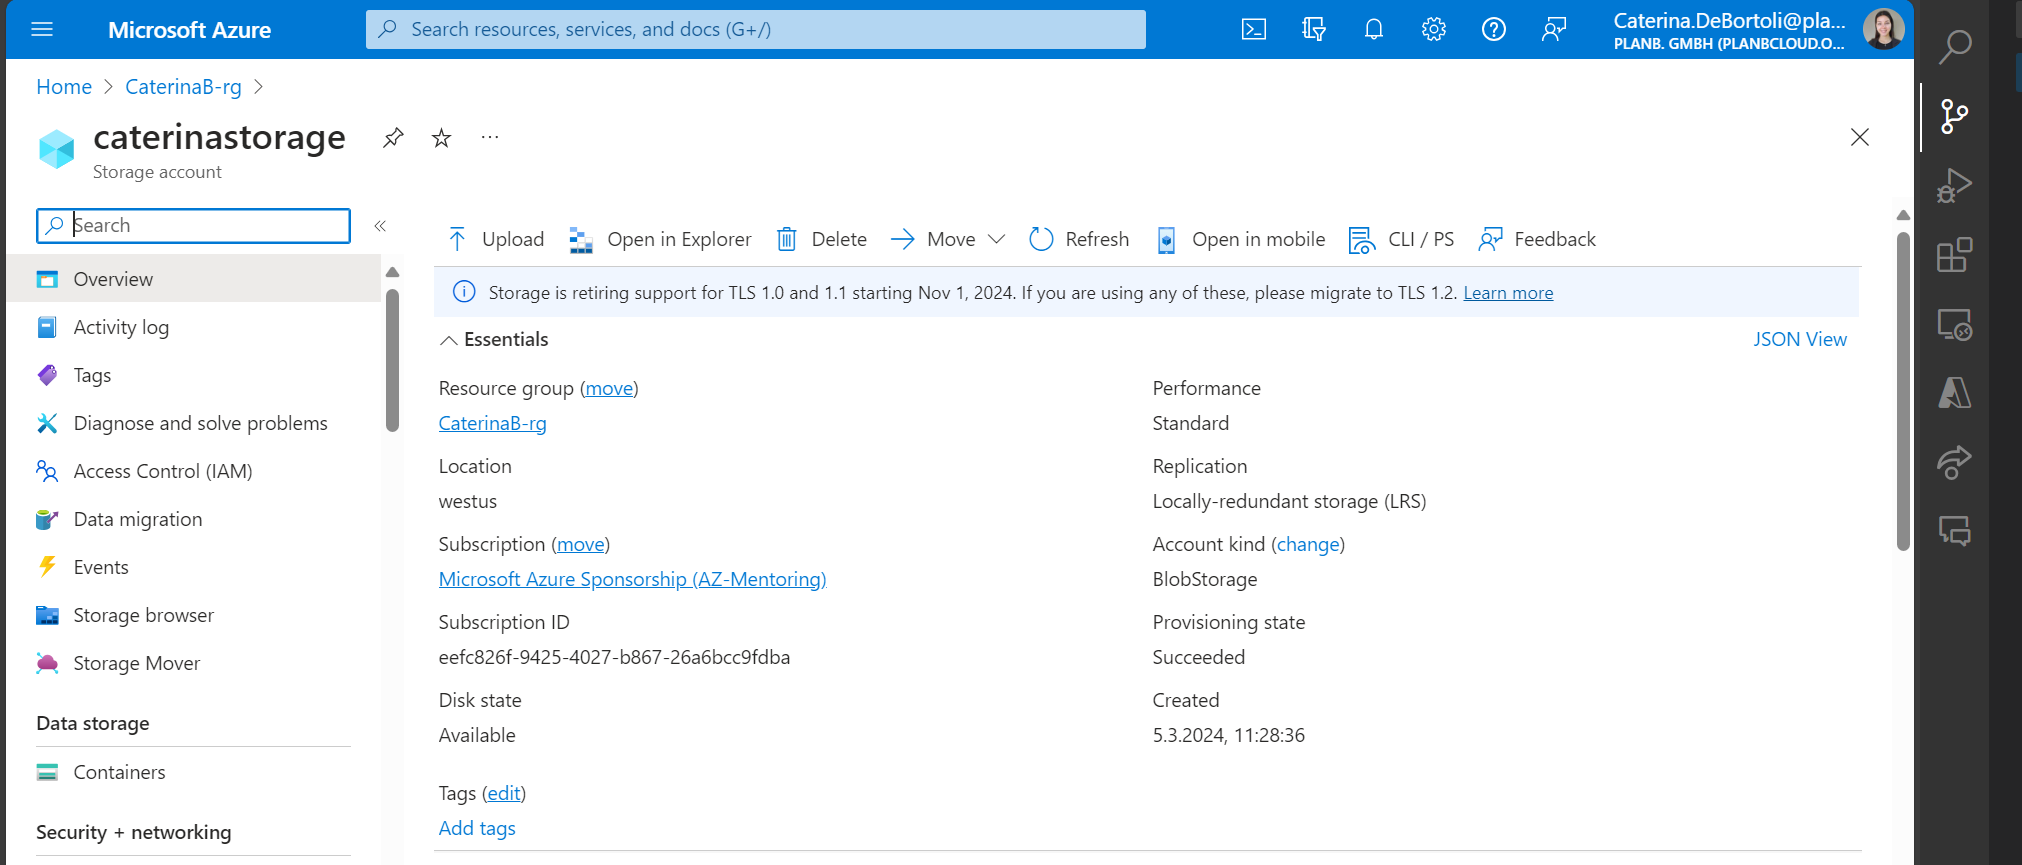 Microsoft Azure
Search resources, services, and docs (G+/)
Caterina.DeBortoli@pla...
PLANB. GMBH (PLANBCLOUD.O...
Home > CaterinaB-rg >
caterinastorage
...
Storage account
Search
«
Overview
Activity log
Tags
Diagnose and solve problems
Access Control (IAM)
Data migration
Events
Storage browser
Storage Mover
Data storage
Containers
Security + networking
Upload
Open in Explorer
Delete
Move
Refresh
Open in mobile
CLI / PS
Feedback
Storage is retiring support for TLS 1.0 and 1.1 starting Nov 1, 2024. If you are using any of these, please migrate to TLS 1.2. Learn more
Essentials
JSON View
Resource group (move)
CaterinaB-rg
Location
westus
Subscription (move)
Microsoft Azure Sponsorship (AZ-Mentoring)
Subscription ID
eefc826f-9425-4027-b867-26a6bcc9fdba
Disk state
Available
Performance
Standard
Replication
Locally-redundant storage (LRS)
Account kind (change)
BlobStorage
Provisioning state
Succeeded
Created
5.3.2024, 11:28:36
Tags (edit)
Add tags